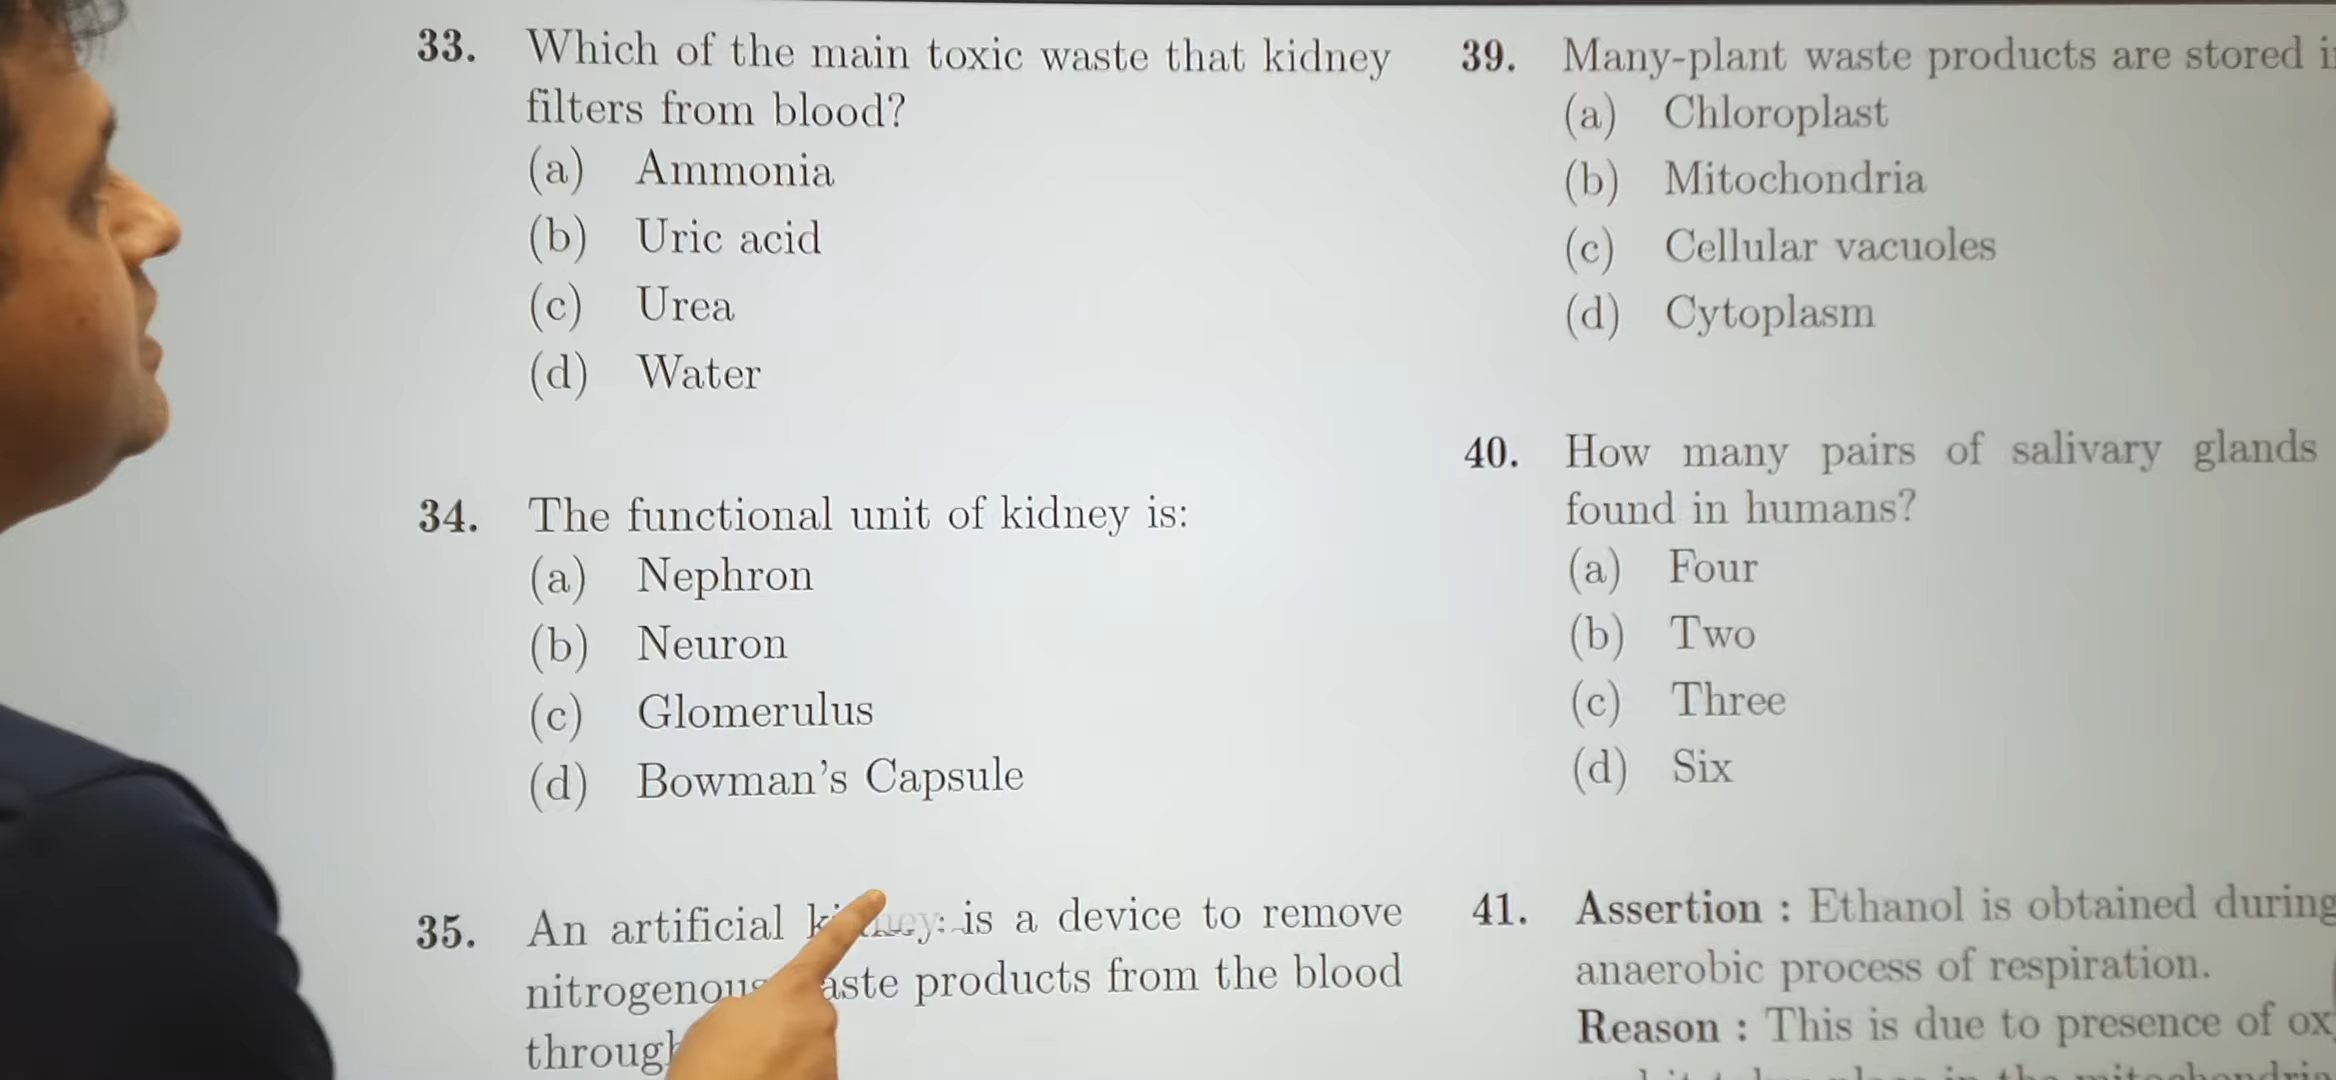 33. Which of the main toxic waste that kidney
filters from blood?
(a) Ammonia
(b) Uric acid
(c) Urea
(d) Water
34. The functional unit of kidney is:
(a) Nephron
(b) Neuron
(c) Glomerulus
(d) Bowman's Capsule
35. An artificial is a device to remove
products from the blood
39. Many-plant waste products are stored
(a) Chloroplast
(b) Mitochondria
(c) Cellular vacuoles
(d) Cytoplasm
40. How many pairs of salivary glands
found in humans?
(a) Four
(b) Two
(c) Three
(d) Six
41. Assertion : Ethanol is obtained during
anaerobic process of respiration.
Reason : This is due to presence of